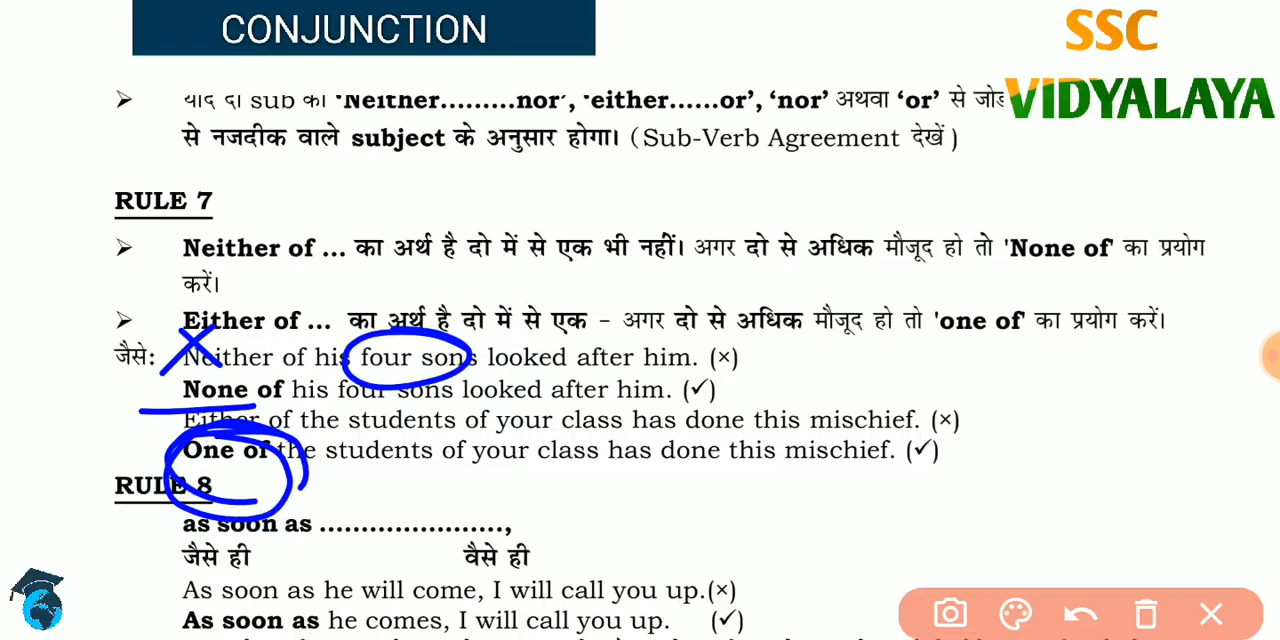 CONJUNCTION
SSC
VIDYALAYA
➢ यदि दो sub को 'Neither.........nor', 'either......or', 'nor' अथवा 'or' से
से नजदीक वाले subject के अनुसार होगा। (Sub-Verb Agreement देखें)
RULE 7
➢ Neither of ... का अर्थ है दो में से एक भी नहीं। अगर दो से अधिक मौजूद हो तो 'None of' का प्रयोग
करें।
➢ Either of ... का अर्थ है दो में से एक – अगर दो से अधिक मौजूद हो तो 'one of' का प्रयोग करें।
जैसे: Neither of his four sons looked after him. (×)
None of his four sons looked after him. (✓)
Either of the students of your class has done this mischief. (×)
One of the students of your class has done this mischief. (✓)
RULE 8
as soon as ......................,
जैसे ही वैसे ही
As soon as he will come, I will call you up.(×)
As soon as he comes, I will call you up. (✓)